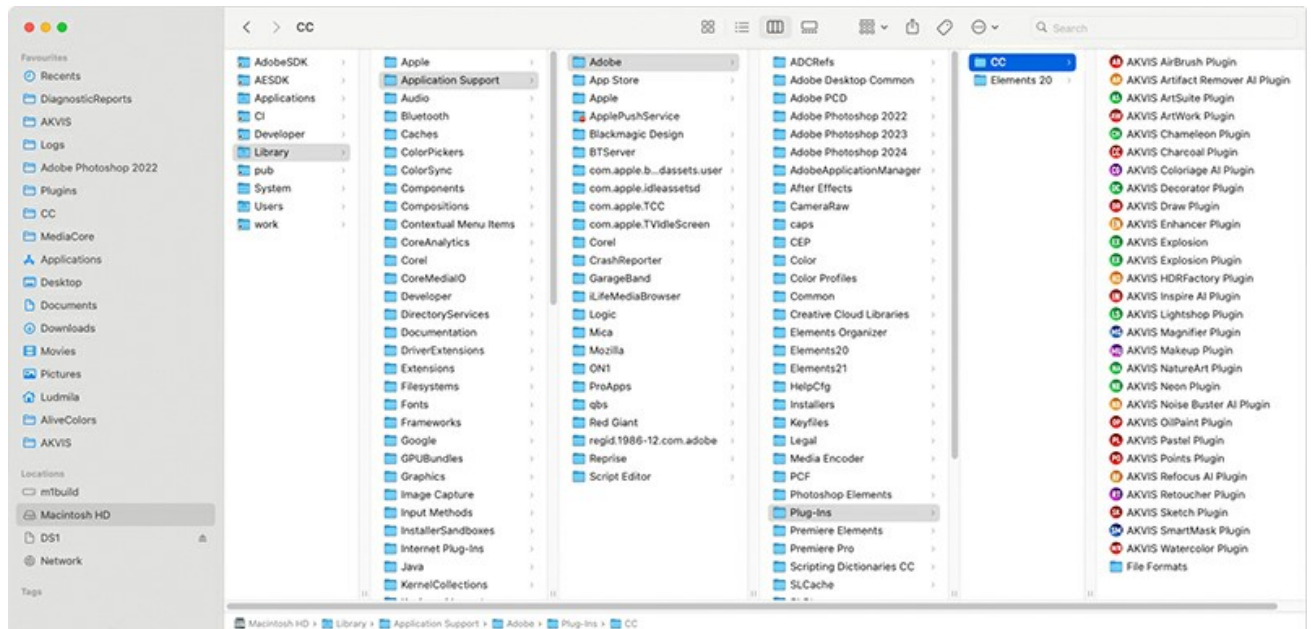 CC
Search
Favourites
Recents
DiagnosticReports
AKVIS
Logs
Adobe Photoshop 2022
Plugins
CC
MediaCore
Applications
Desktop
Documents
Downloads
Movies
Pictures
Ludmila
AliveColors
AKVIS
Locations
m1build
Macintosh HD
DS1
Network
Tags
AdobeSDK
AESDK
Applications
CI
Developer
Library
pub
System
Users
work
Apple
Application Support
Audio
Bluetooth
Caches
ColorPickers
ColorSync
Components
Compositions
Contextual Menu Items
CoreAnalytics
Corel
CoreMediaIO
Developer
DirectoryServices
Documentation
DriverExtensions
Extensions
Filesystems
Fonts
Frameworks
Google
GPUBundles
Graphics
Image Capture
Input Methods
InstallerSandboxes
Internet Plug-Ins
Java
KernelCollections
Adobe
App Store
Apple
ApplePushService
Blackmagic Design
BTServer
com.apple.b...dassets.user
com.apple.idleassetsd
com.apple.TCC
com.apple.TVIdleScreen
Corel
CrashReporter
GarageBand
iLifeMediaBrowser
Logic
Mica
Mozilla
ON1
ProApps
qbs
Red Giant
regid.1986-12.com.adobe
Reprise
Script Editor
ADCRefs
Adobe Desktop Common
Adobe PCD
Adobe Photoshop 2022
Adobe Photoshop 2023
Adobe Photoshop 2024
AdobeApplicationManager
After Effects
CameraRaw
caps
CEP
Color
Color Profiles
Common
Creative Cloud Libraries
Elements Organizer
Elements20
Elements21
HelpCfg
Installers
Keyfiles
Legal
Media Encoder
PCF
Photoshop Elements
Plug-Ins
Premiere Elements
Premiere Pro
Scripting Dictionaries CC
SLCache
CC
Elements 20
AKVIS AirBrush Plugin
AKVIS Artifact Remover AI Plugin
AKVIS ArtSuite Plugin
AKVIS ArtWork Plugin
AKVIS Chameleon Plugin
AKVIS Charcoal Plugin
AKVIS Coloriage AI Plugin
AKVIS Decorator Plugin
AKVIS Draw Plugin
AKVIS Enhancer Plugin
AKVIS Explosion
AKVIS Explosion Plugin
AKVIS HDRFactory Plugin
AKVIS Inspire AI Plugin
AKVIS Lightshop Plugin
AKVIS Magnifier Plugin
AKVIS Makeup Plugin
AKVIS NatureArt Plugin
AKVIS Neon Plugin
AKVIS Noise Buster AI Plugin
AKVIS OilPaint Plugin
AKVIS Pastel Plugin
AKVIS Points Plugin
AKVIS Refocus AI Plugin
AKVIS Retoucher Plugin
AKVIS Sketch Plugin
AKVIS SmartMask Plugin
AKVIS Watercolor Plugin
File Formats
Macintosh HD › Library › Application Support › Adobe › Plug-Ins › CC